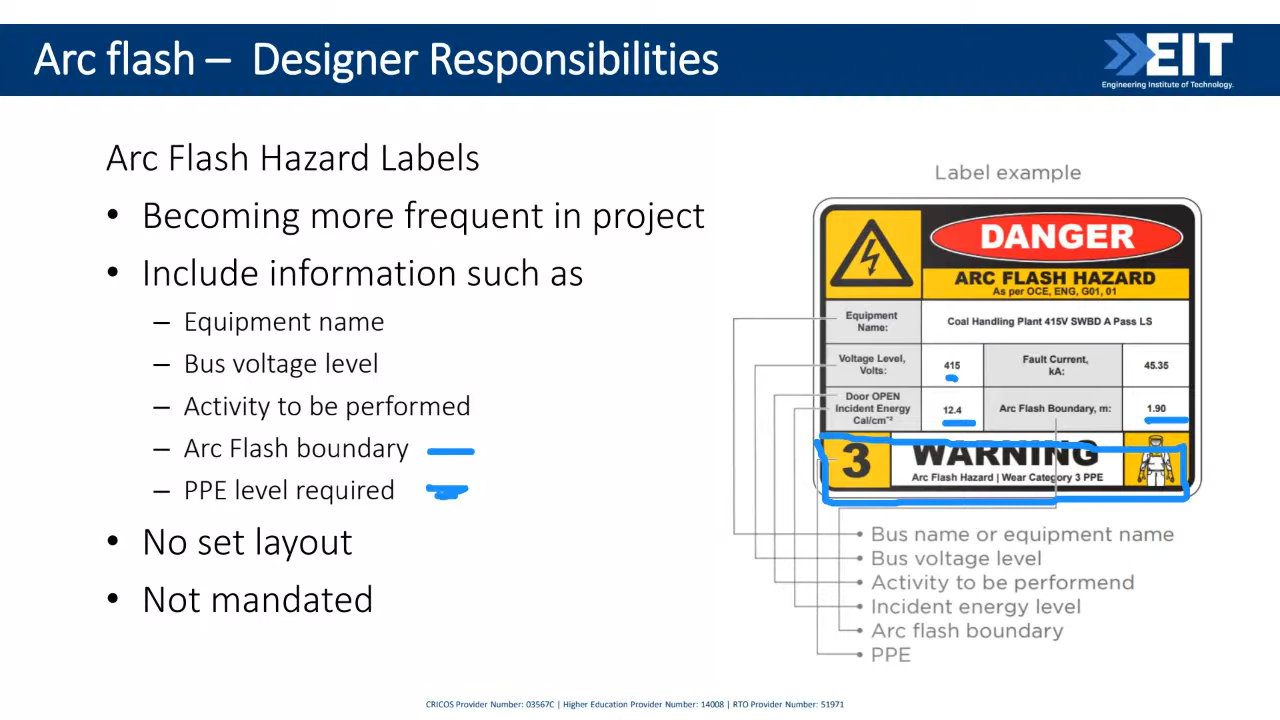 Arc flash – Designer Responsibilities
EIT
Engineering Institute of Technology.
Arc Flash Hazard Labels
• Becoming more frequent in project
• Include information such as
– Equipment name
– Bus voltage level
– Activity to be performed
– Arc Flash boundary
– PPE level required
• No set layout
• Not mandated
Label example
DANGER
ARC FLASH HAZARD
As per OCE, ENG, G01, 01
Equipment
Name:
Coal Handling Plant 415V SWBD A Pass LS
Voltage Level,
Volts:
415
Fault Current,
kA:
45.35
Door OPEN
Incident Energy
Cal/cm^2
12.4
Arc Flash Boundary, m:
1.90
3
WARNING
Arc Flash Hazard | Wear Category 3 PPE
Bus name or equipment name
Bus voltage level
Activity to be performend
Incident energy level
Arc flash boundary
PPE
CRICOS Provider Number: 03567C | Higher Education Provider Number: 14008 | RTO Provider Number: 51971